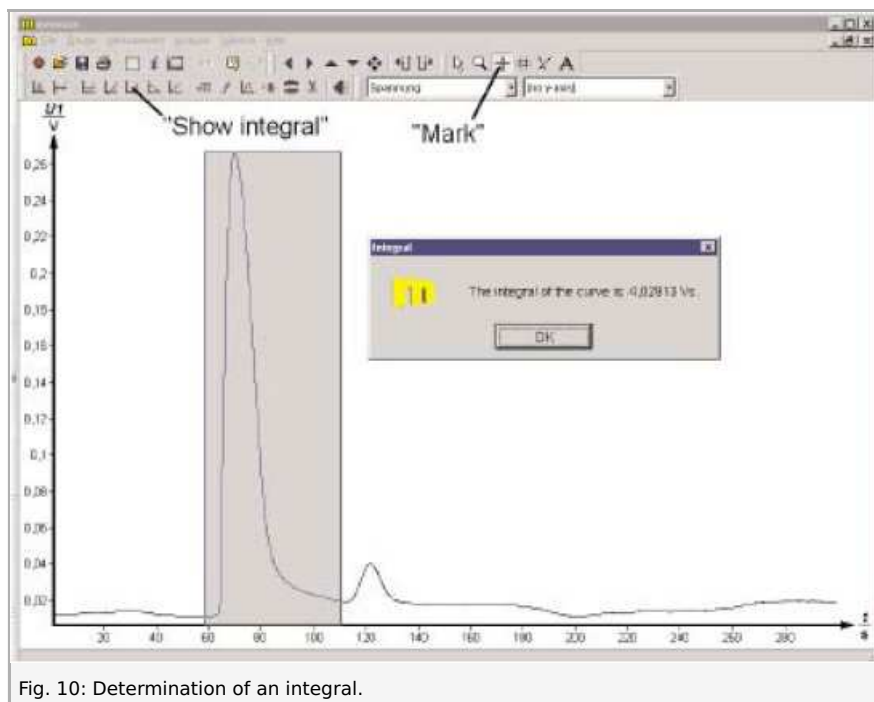 "Show integral"
"Mark"
Spannung
[no y-axis]
U1
V
0,26
0,24
0,22
0,2
0,18
0,16
0,14
0,12
0,1
0,08
0,06
0,04
0,02
20
40
60
80
100
120
140
160
180
200
220
240
260
280
t
s
Integral
The integral of the curve is 4,02813 Vs.
OK
Fig. 10: Determination of an integral.